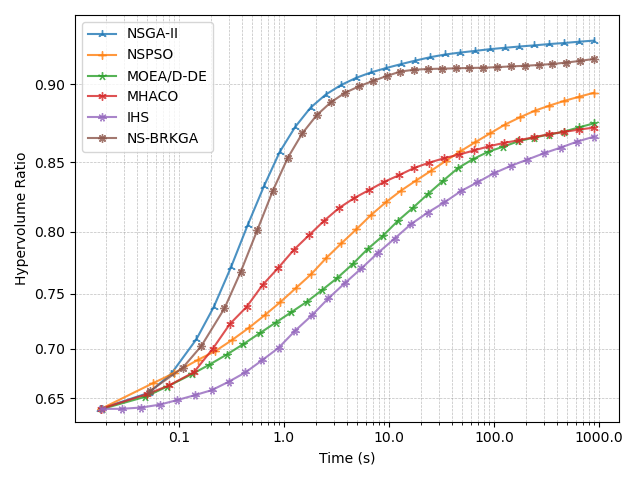 NSGA-II
NSPSO
MOEA/D-DE
MHACO
IHS
NS-BRKGA
Hypervolume Ratio
0.90
0.85
0.80
0.75
0.70
0.65
0.1
1.0
10.0
100.0
1000.0
Time (s)